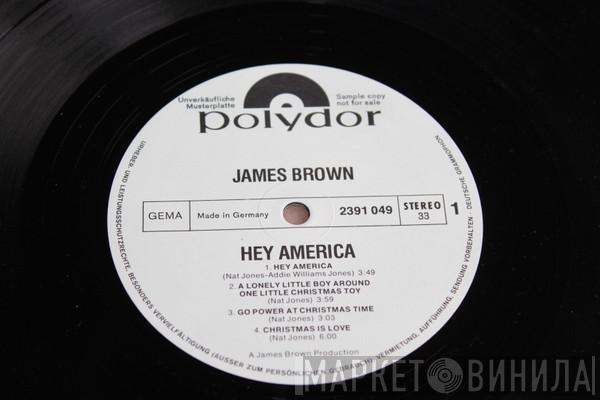 Unverkäufliche
Musterplatte
Sample copy
not for sale
polydor
JAMES BROWN
GEMA
Made in Germany
2391 049
STEREO
33
1
HEY AMERICA
1. HEY AMERICA
(Nat Jones-Addie Williams Jones) 3:49
2. A LONELY LITTLE BOY AROUND
ONE LITTLE CHRISTMAS TOY
(Nat Jones) 3:59
3. GO POWER AT CHRISTMAS TIME
(Nat Jones) 3:03
4. CHRISTMAS IS LOVE
(Nat Jones) 6:00
A James Brown Production
URHEBER- UND LEISTUNGSSCHUTZRECHTE, BESONDERS VERVIELFÄLTIGUNG (AUSSER ZUM PERSÖNLICHEN GEBRAUCH), VERMIETUNG, AUFFÜHRUNG, SENDUNG VORBEHALTEN · DEUTSCHE GRAMMOPHON
МАРКЕТ ВИНИЛА